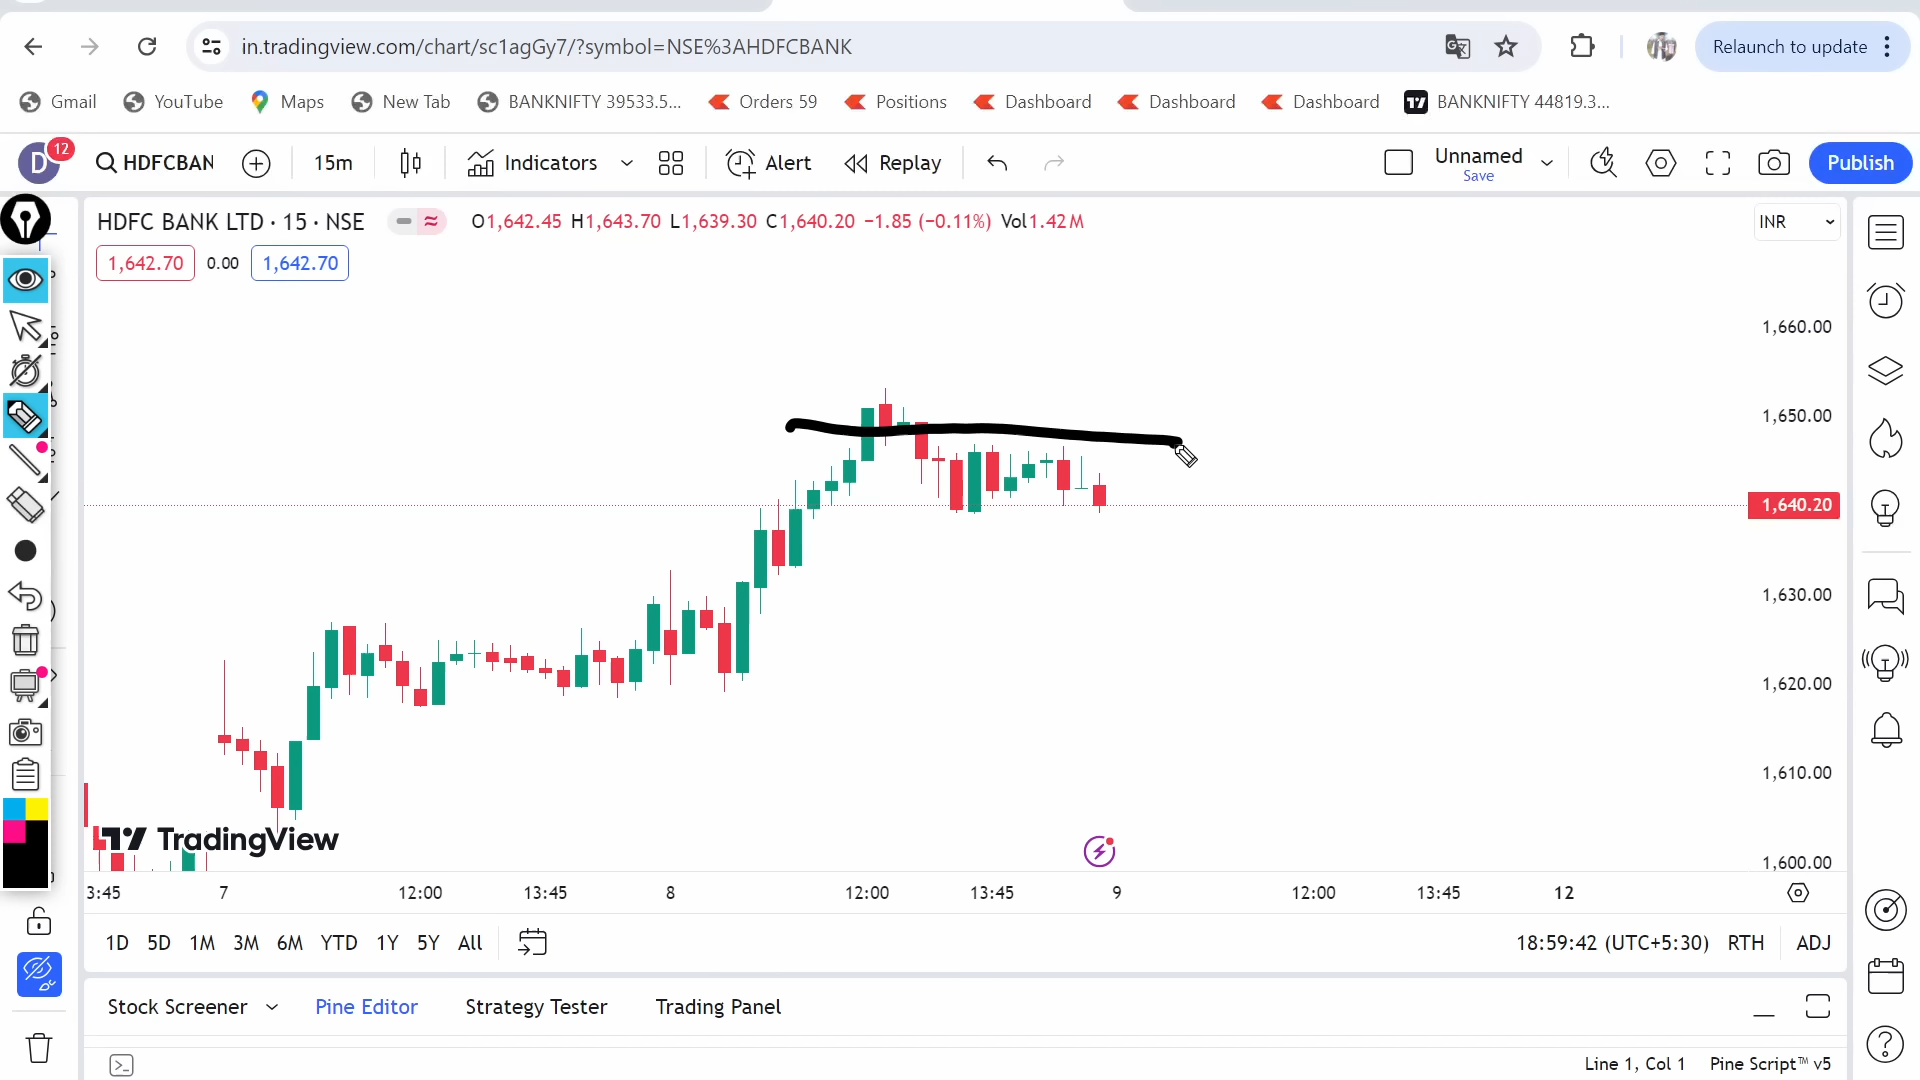 in.tradingview.com/chart/sc1agGy7/?symbol=NSE%3AHDFCBANK
Relaunch to update
Gmail YouTube Maps New Tab BANKNIFTY 39533.5... Orders 59 Positions Dashboard Dashboard Dashboard BANKNIFTY 44819.3...
D 12 HDFCBAN 15m Indicators Alert Replay Unnamed Save Publish
HDFC BANK LTD · 15 · NSE O1,642.45 H1,643.70 L1,639.30 C1,640.20 −1.85 (−0.11%) Vol1.42M INR
1,642.70 0.00 1,642.70
1,660.00
1,650.00
1,640.20
1,630.00
1,620.00
1,610.00
TradingView
1,600.00
3:45 7 12:00 13:45 8 12:00 13:45 9 12:00 13:45 12
1D 5D 1M 3M 6M YTD 1Y 5Y All 18:59:42 (UTC+5:30) RTH ADJ
Stock Screener Pine Editor Strategy Tester Trading Panel
Line 1, Col 1 Pine Script™ v5